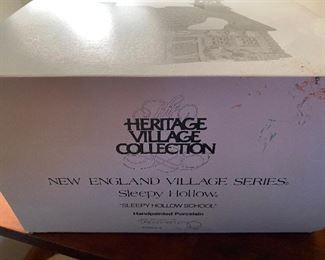 HERITAGE
VILLAGE
COLLECTION
NEW ENGLAND VILLAGE SERIES®
Sleepy Hollow
"SLEEPY HOLLOW SCHOOL"
Handpainted Porcelain